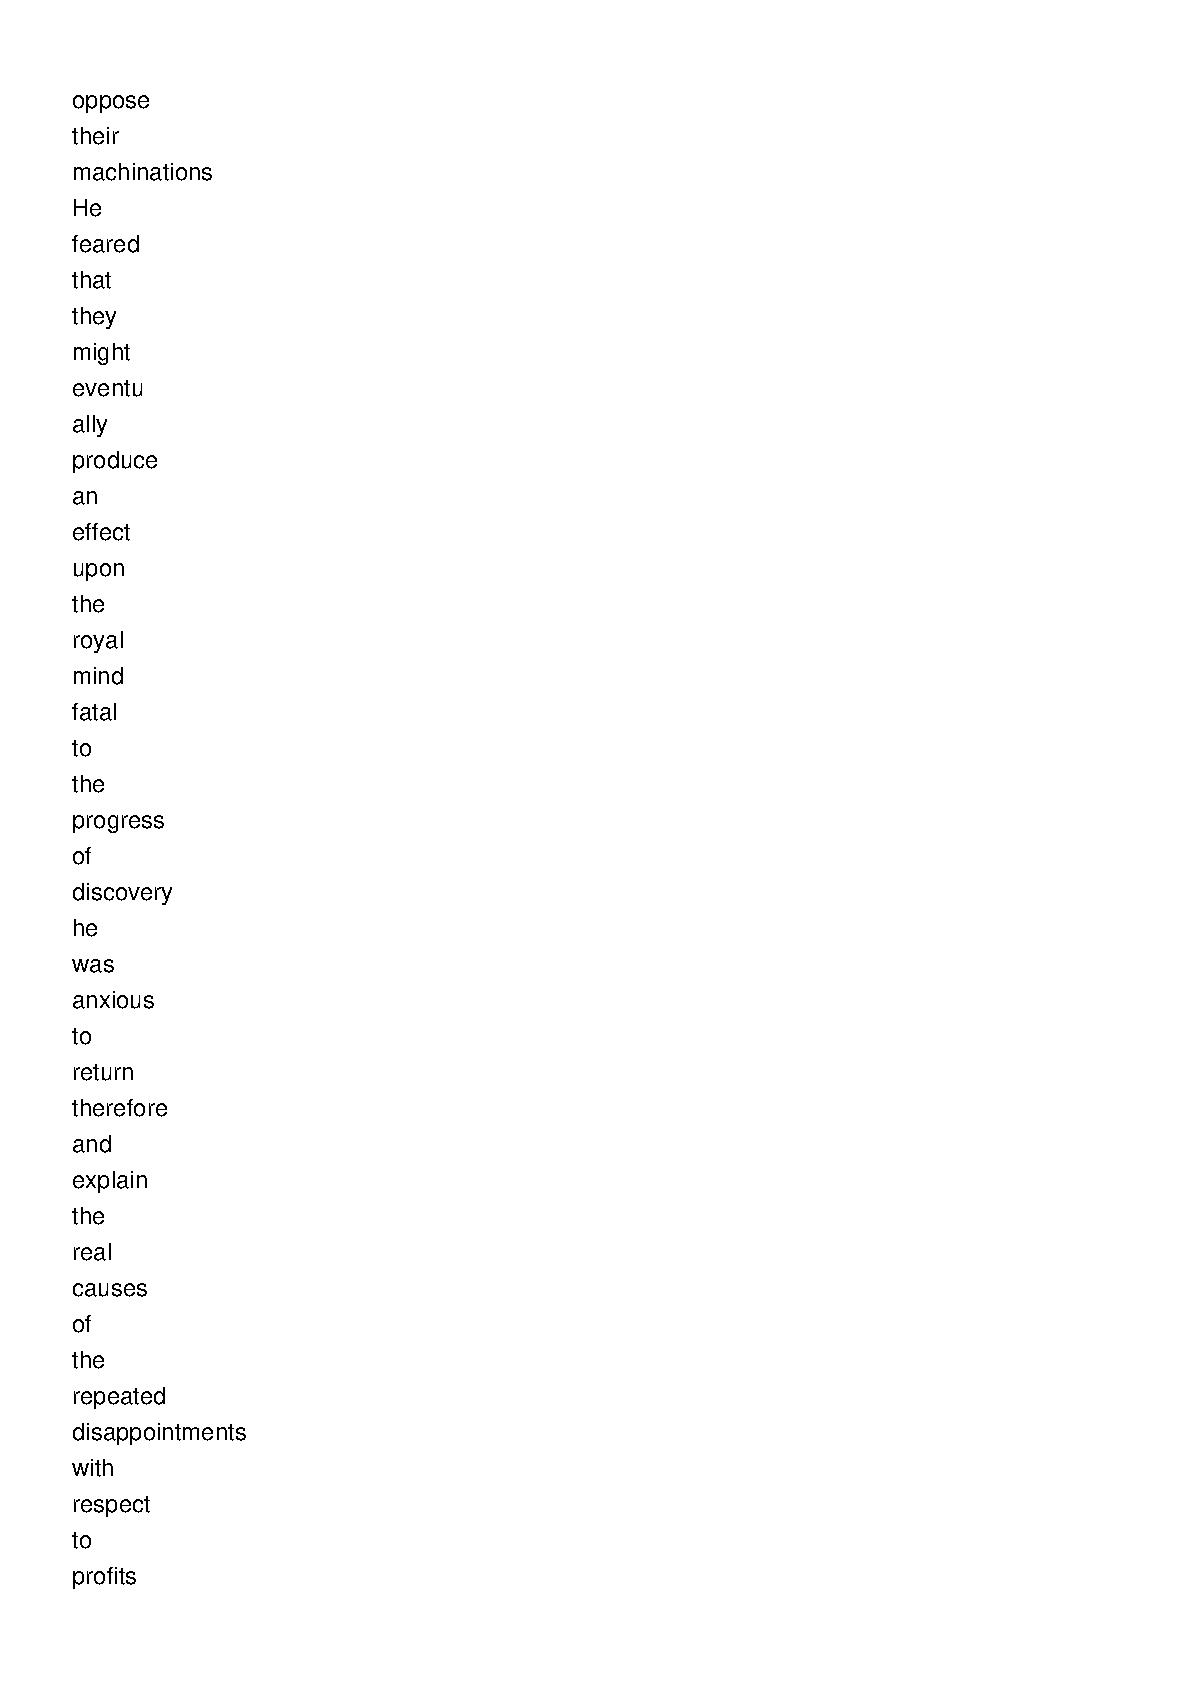 oppose
their
machinations
He
feared
that
they
might
eventu
ally
produce
an
effect
upon
the
royal
mind
fatal
to
the
progress
of
discovery
he
was
anxious
to
return
therefore
and
explain
the
real
causes
of
the
repeated
disappointments
with
respect
to
profits